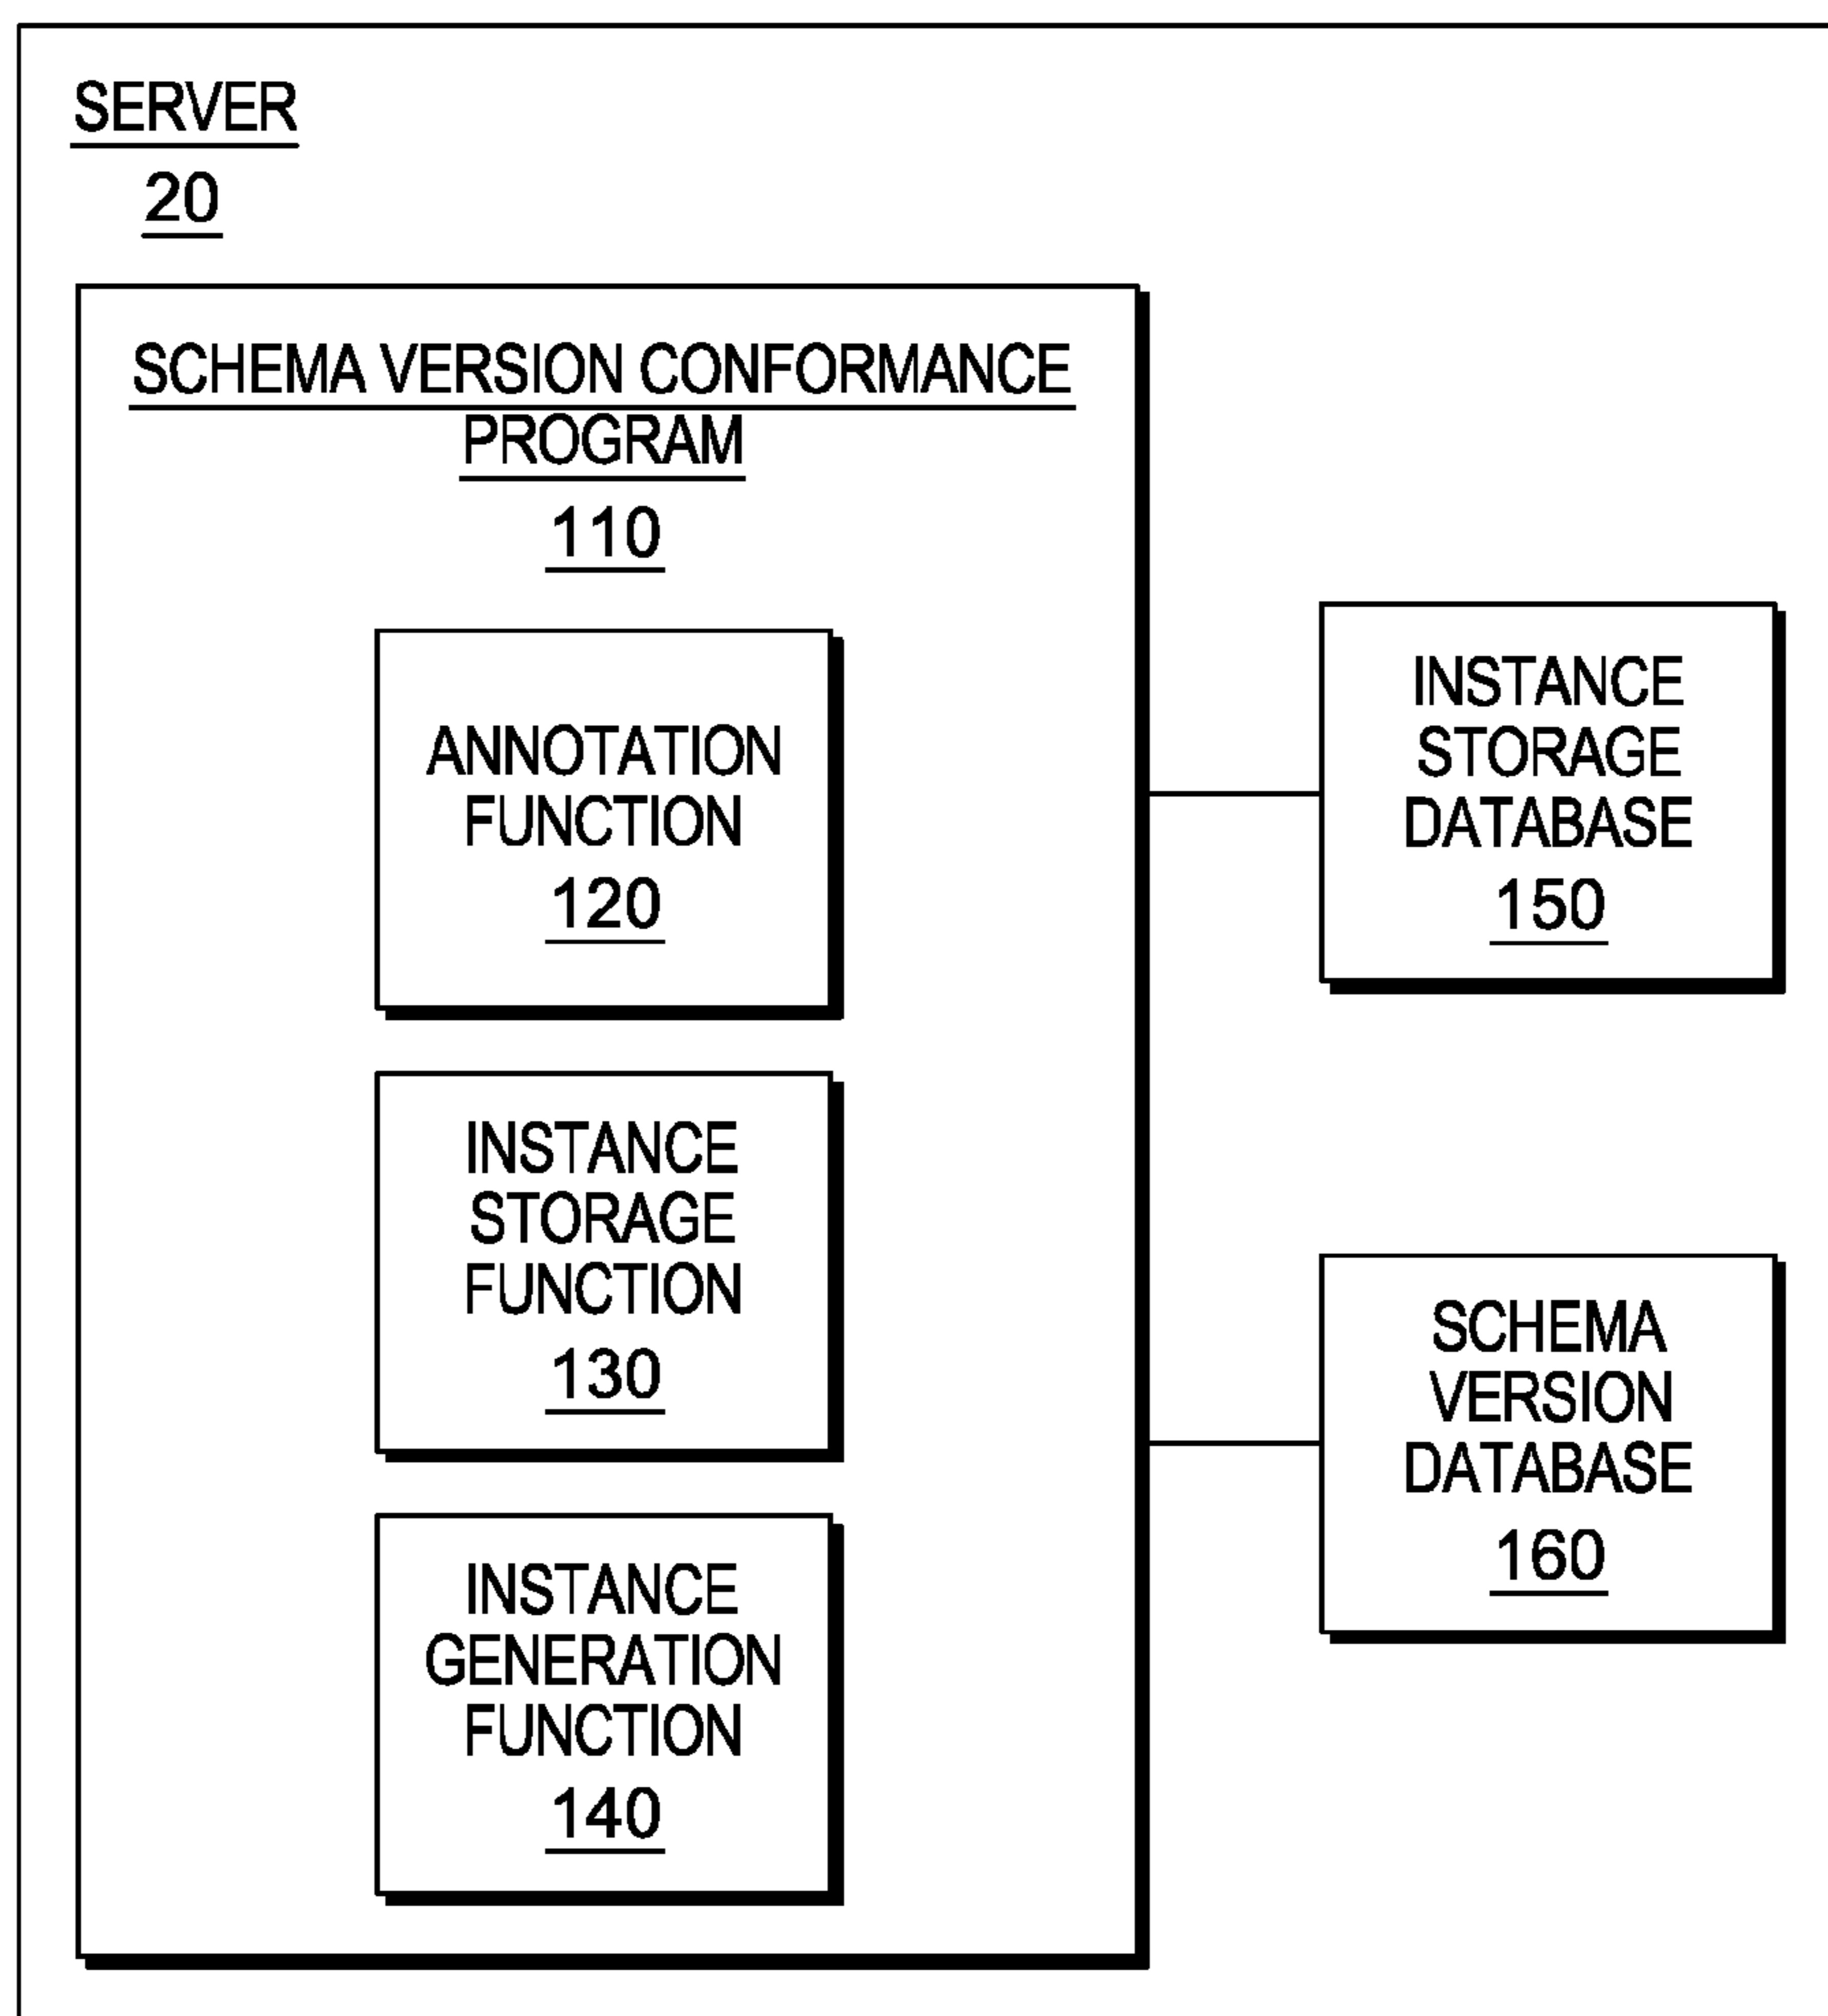 SERVER
20
SCHEMA VERSION CONFORMANCE
PROGRAM
110
ANNOTATION
FUNCTION
120
INSTANCE
STORAGE
FUNCTION
130
INSTANCE
GENERATION
FUNCTION
140
INSTANCE
STORAGE
DATABASE
150
SCHEMA
VERSION
DATABASE
160